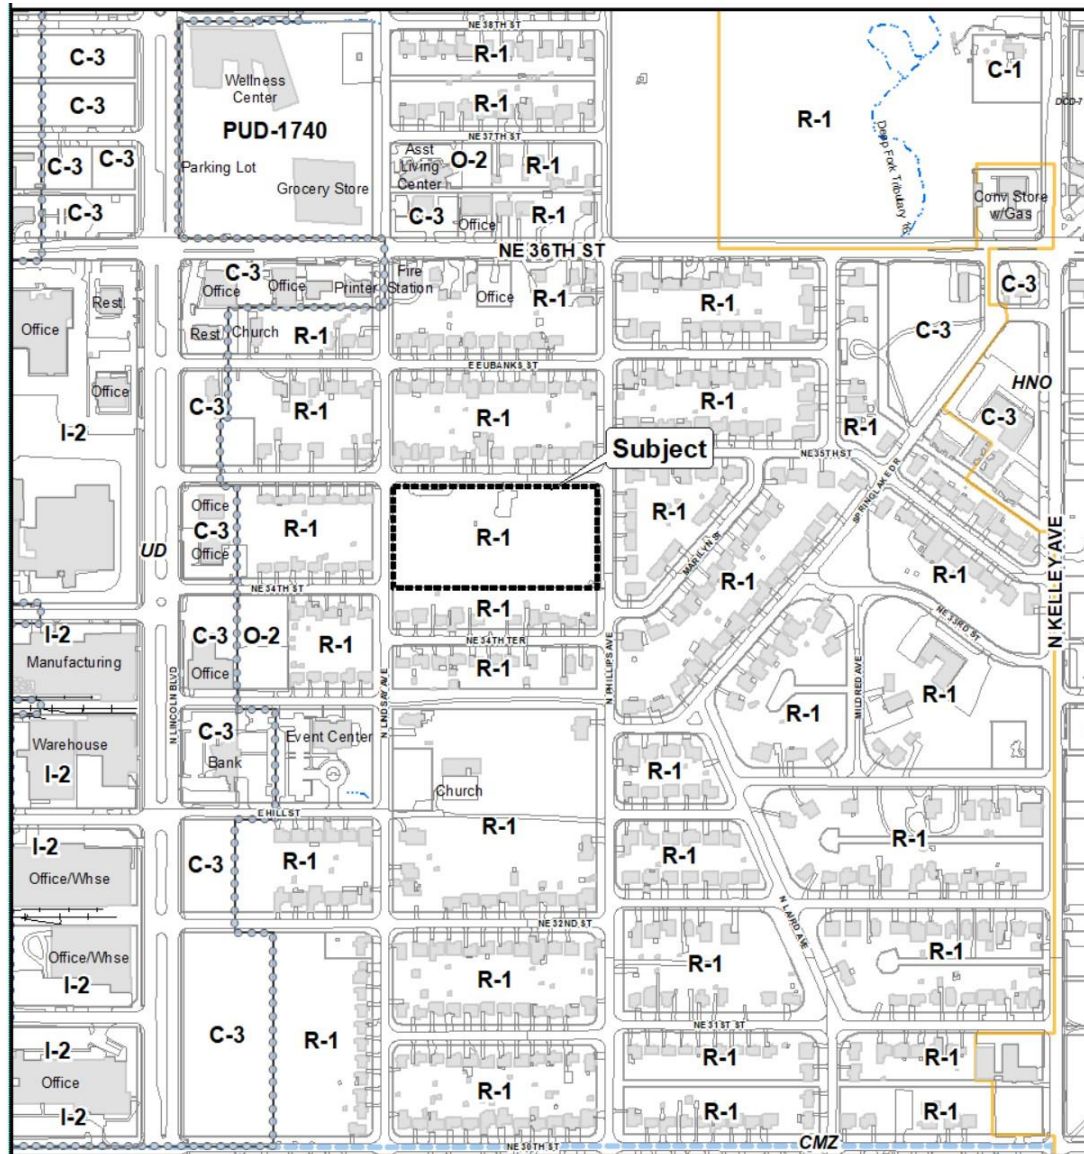 NE 38TH ST
C-3
R-1
C-1
Wellness
Center
C-3
R-1
R-1
DCD-7
PUD-1740
NE 37TH ST
Deep Fork Tributary 16
C-3
C-3
Parking Lot
Asst
Living
Center
O-2
R-1
Grocery Store
Conv Store
w/Gas
C-3
C-3
Office
R-1
NE 36TH ST
C-3
Office
Office
Printer
Fire
Station
Office
R-1
R-1
C-3
C-3
Rest
Office
Rest
Church
R-1
E EUBANKS ST
HNO
Office
C-3
R-1
R-1
R-1
C-3
I-2
R-1
Subject
NE 35TH ST
SPRINGLAKE DR
Office
C-3
Office
R-1
R-1
R-1
MARILYN ST
UD
R-1
R-1
N KELLEY AVE
NE 34TH ST
I-2
C-3
O-2
R-1
R-1
NE 33RD ST
Manufacturing
Office
NE 34TH TER
R-1
N LINCOLN BLVD
N LINDSAY AVE
N PHILLIPS AVE
MILDRED AVE
R-1
R-1
C-3
Bank
Event Center
Warehouse
I-2
R-1
Church
E HILL ST
R-1
I-2
C-3
R-1
R-1
R-1
Office/Whse
N LAIRD AVE
NE 32ND ST
Office/Whse
I-2
R-1
R-1
R-1
C-3
R-1
NE 31ST ST
I-2
R-1
R-1
Office
I-2
R-1
R-1
R-1
NE 30TH ST
CMZ